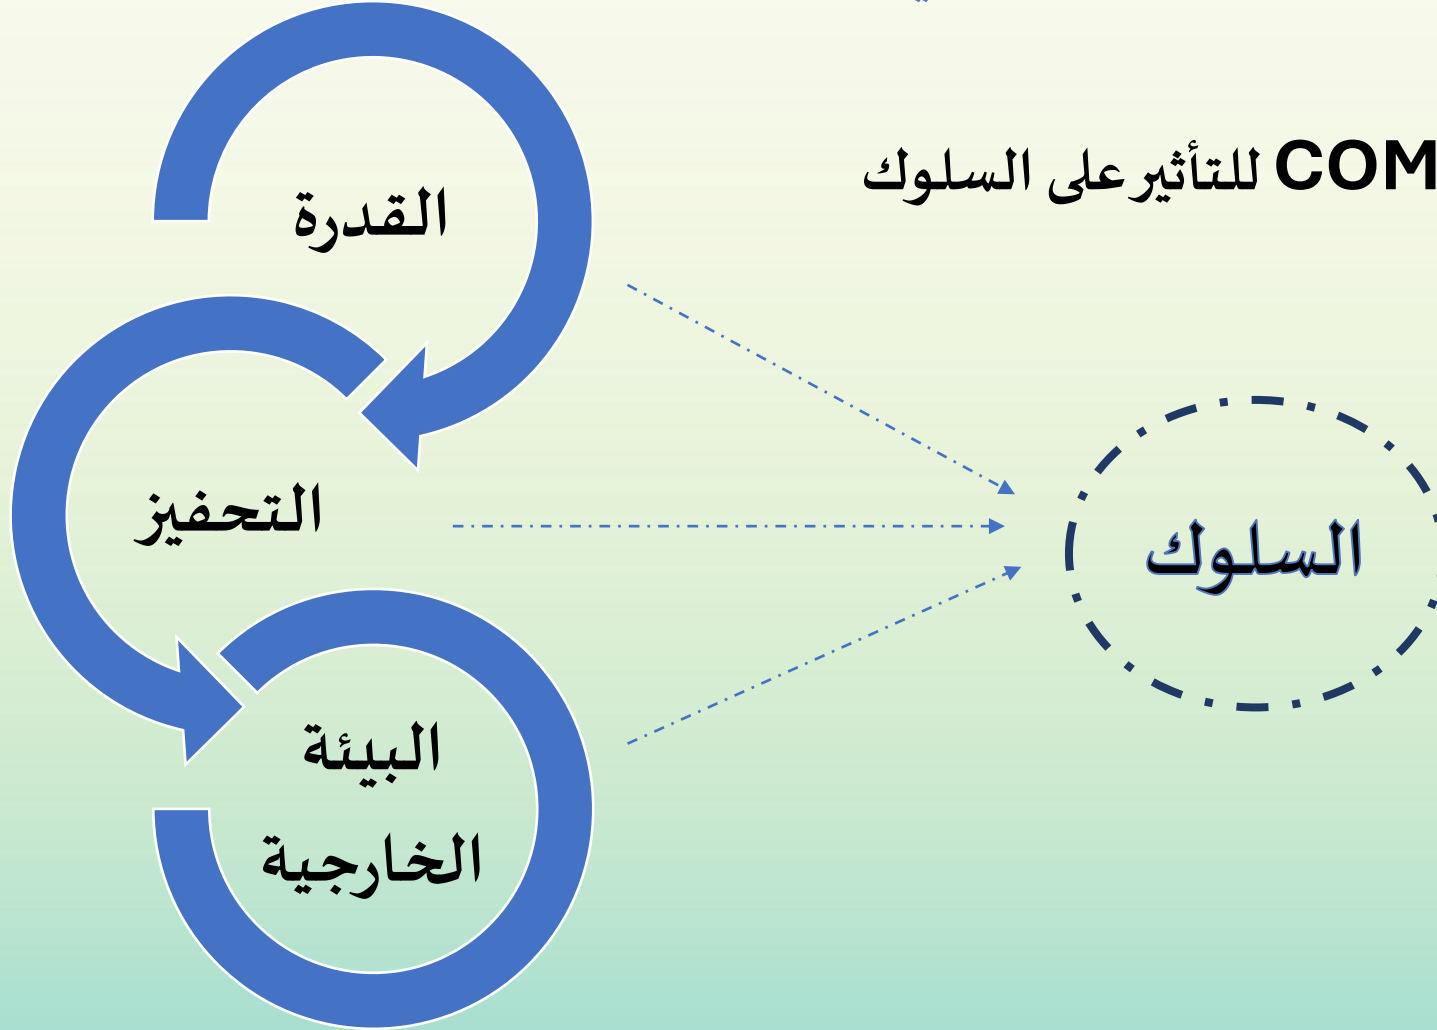 COM للتأثير على السلوك
القدرة
التحفيز
السلوك
البيئة
الخارجية